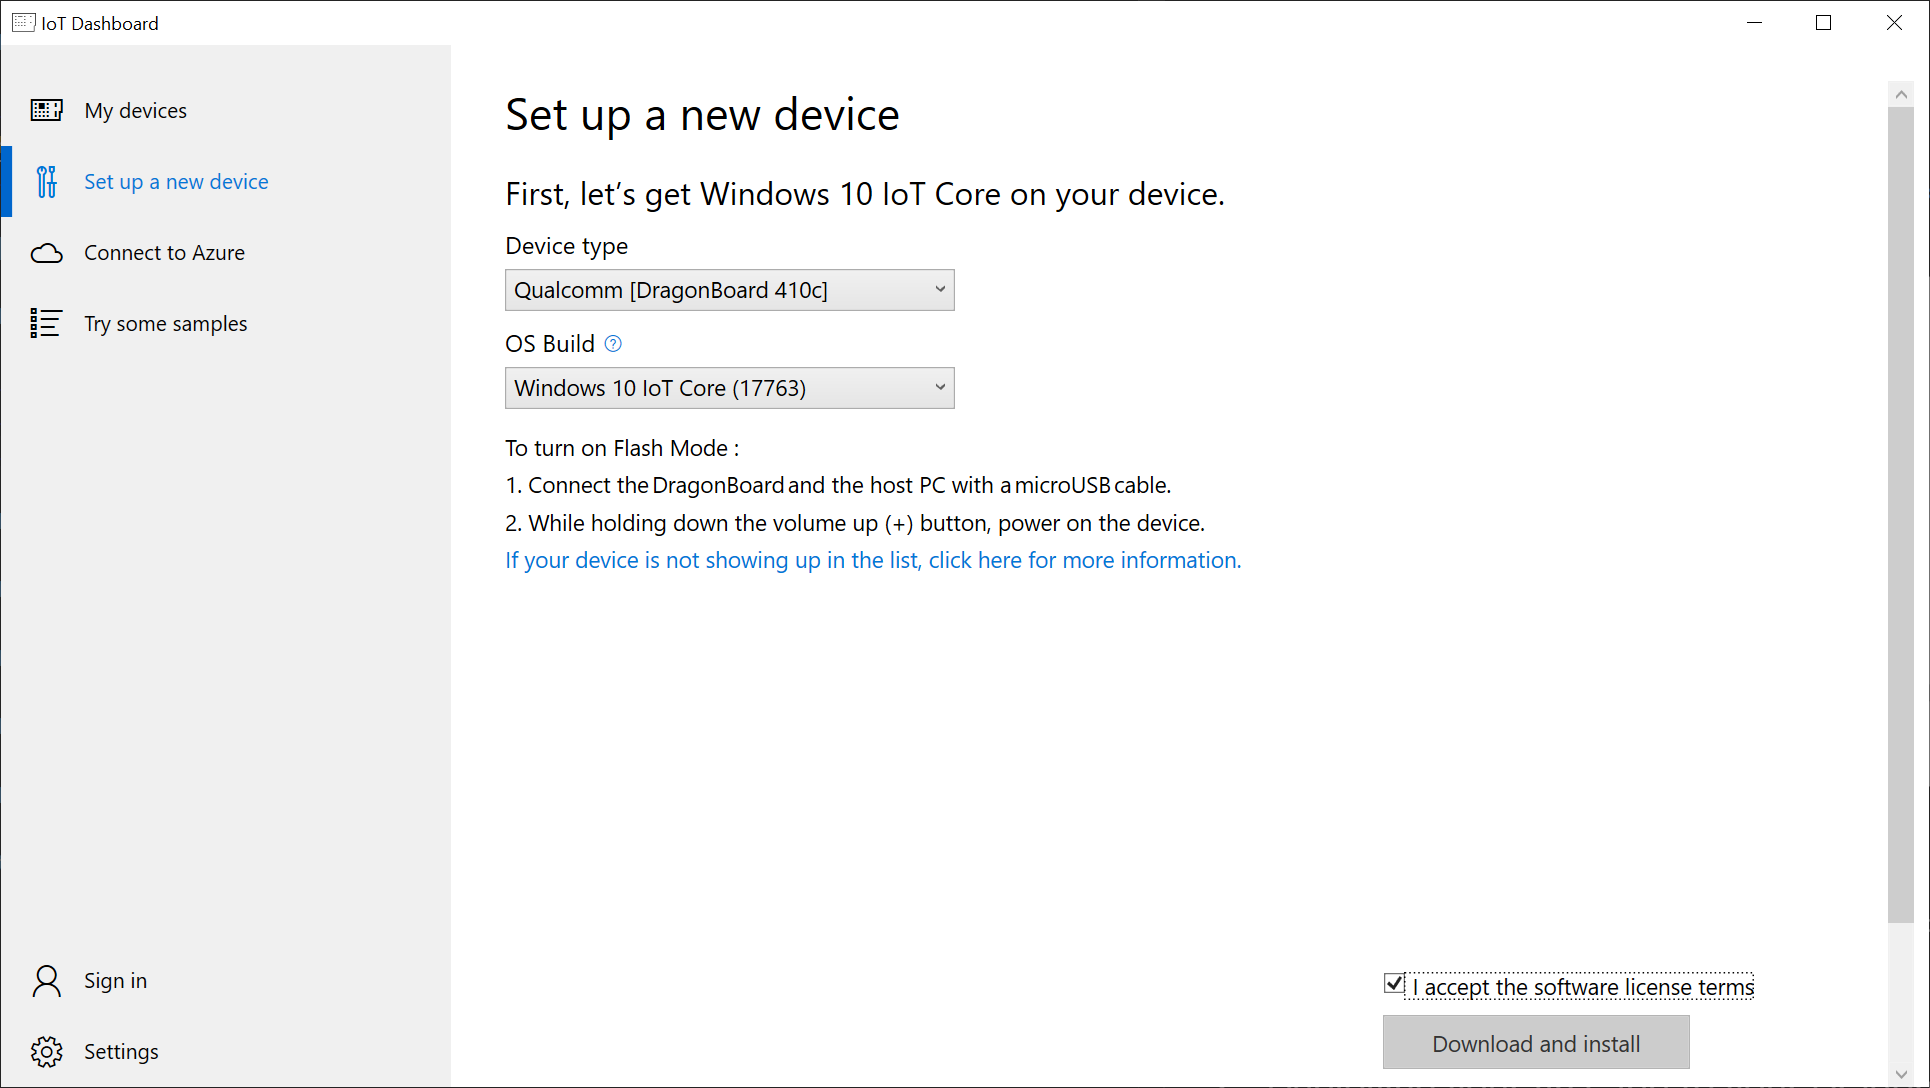 IoT Dashboard
My devices
Set up a new device
Connect to Azure
Try some samples
Sign in
Settings
Set up a new device
First, let’s get Windows 10 IoT Core on your device.
Device type
Qualcomm [DragonBoard 410c]
OS Build ?
Windows 10 IoT Core (17763)
To turn on Flash Mode :
1. Connect the DragonBoard and the host PC with a microUSB cable.
2. While holding down the volume up (+) button, power on the device.
If your device is not showing up in the list, click here for more information.
I accept the software license terms
Download and install